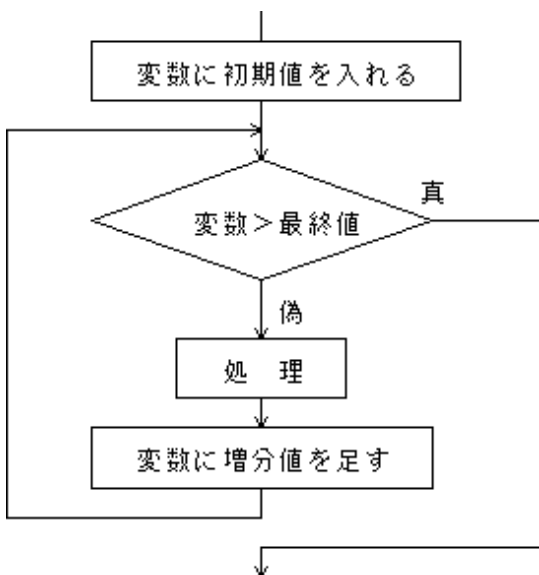 変数に初期値を入れる
真
変数＞最終値
偽
処　理
変数に増分値を足す